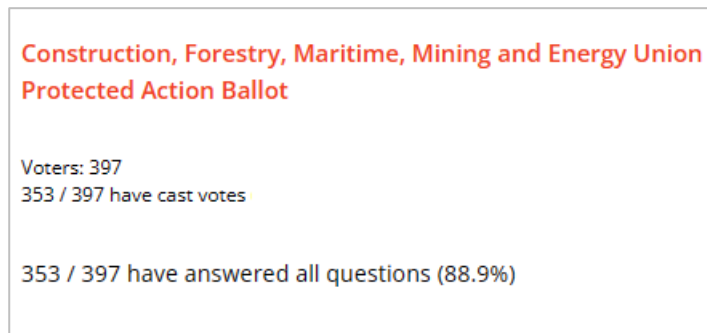 Construction, Forestry, Maritime, Mining and Energy Union
Protected Action Ballot
Voters: 397
353 / 397 have cast votes
353 / 397 have answered all questions (88.9%)